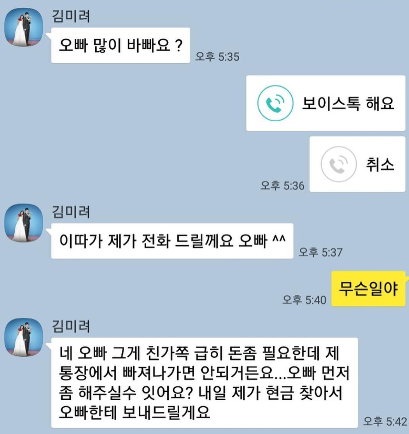 김미려
오빠 많이 바빠요 ?
오후 5:35
보이스톡 해요
취소
오후 5:36
김미려
이따가 제가 전화 드릴께요 오빠 ^^
오후 5:37
무슨일야
오후 5:40
김미려
네 오빠 그게 친가쪽 급히 돈좀 필요한데 제
통장에서 빠져나가면 안되거든요...오빠 먼저
좀 해주실수 잇어요? 내일 제가 현금 찾아서
오빠한테 보내드릴게요
오후 5:42